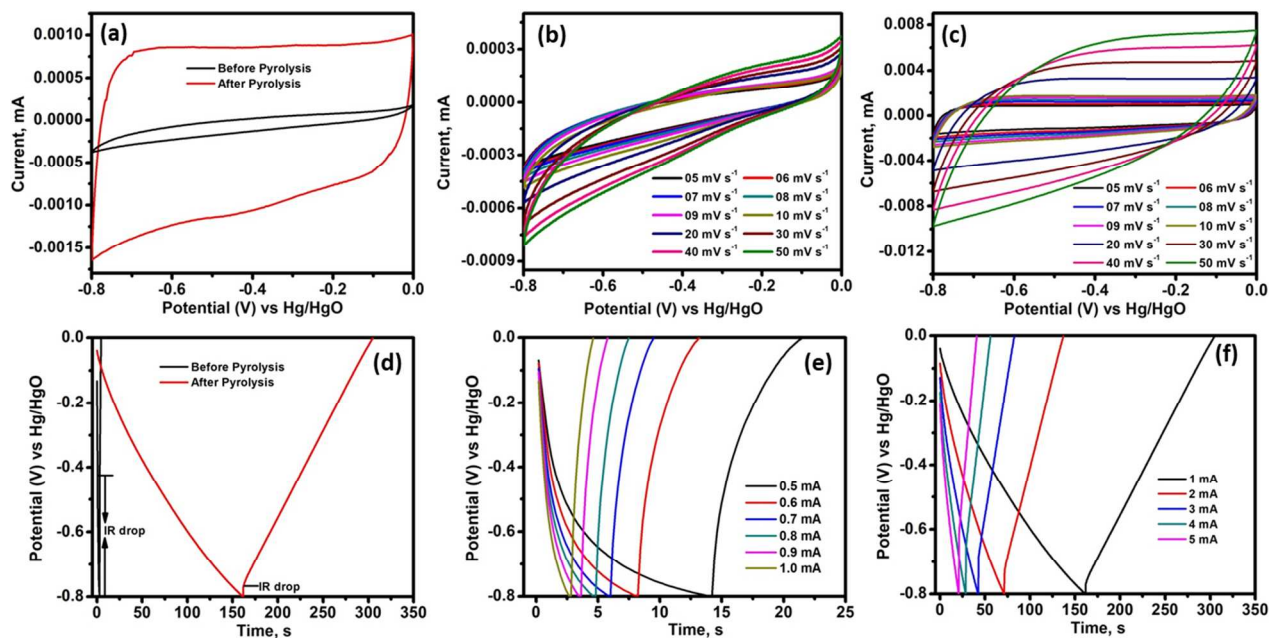 (a)
Before Pyrolysis
After Pyrolysis
0.0010
0.0005
0.0000
-0.0005
-0.0010
-0.0015
Current, mA
-0.8 -0.6 -0.4 -0.2 0.0
Potential (V) vs Hg/HgO
(b)
0.0003
0.0000
-0.0003
-0.0006
-0.0009
Current, mA
05 mV s⁻¹ 06 mV s⁻¹
07 mV s⁻¹ 08 mV s⁻¹
09 mV s⁻¹ 10 mV s⁻¹
20 mV s⁻¹ 30 mV s⁻¹
40 mV s⁻¹ 50 mV s⁻¹
-0.8 -0.6 -0.4 -0.2 0.0
Potential (V) vs Hg/HgO
(c)
0.008
0.004
0.000
-0.004
-0.008
-0.012
Current, mA
05 mV s⁻¹ 06 mV s⁻¹
07 mV s⁻¹ 08 mV s⁻¹
09 mV s⁻¹ 10 mV s⁻¹
20 mV s⁻¹ 30 mV s⁻¹
40 mV s⁻¹ 50 mV s⁻¹
-0.8 -0.6 -0.4 -0.2 0.0
Potential (V) vs Hg/HgO
(d)
Before Pyrolysis
After Pyrolysis
0.0
-0.2
-0.4
-0.6
-0.8
Potential (V) vs Hg/HgO
IR drop
IR drop
0 50 100 150 200 250 300 350
Time, s
(e)
0.0
-0.2
-0.4
-0.6
-0.8
Potential (V) vs Hg/HgO
0.5 mA
0.6 mA
0.7 mA
0.8 mA
0.9 mA
1.0 mA
0 5 10 15 20 25
Time, s
(f)
0.0
-0.2
-0.4
-0.6
-0.8
Potential (V) vs Hg/HgO
1 mA
2 mA
3 mA
4 mA
5 mA
0 50 100 150 200 250 300 350
Time, s